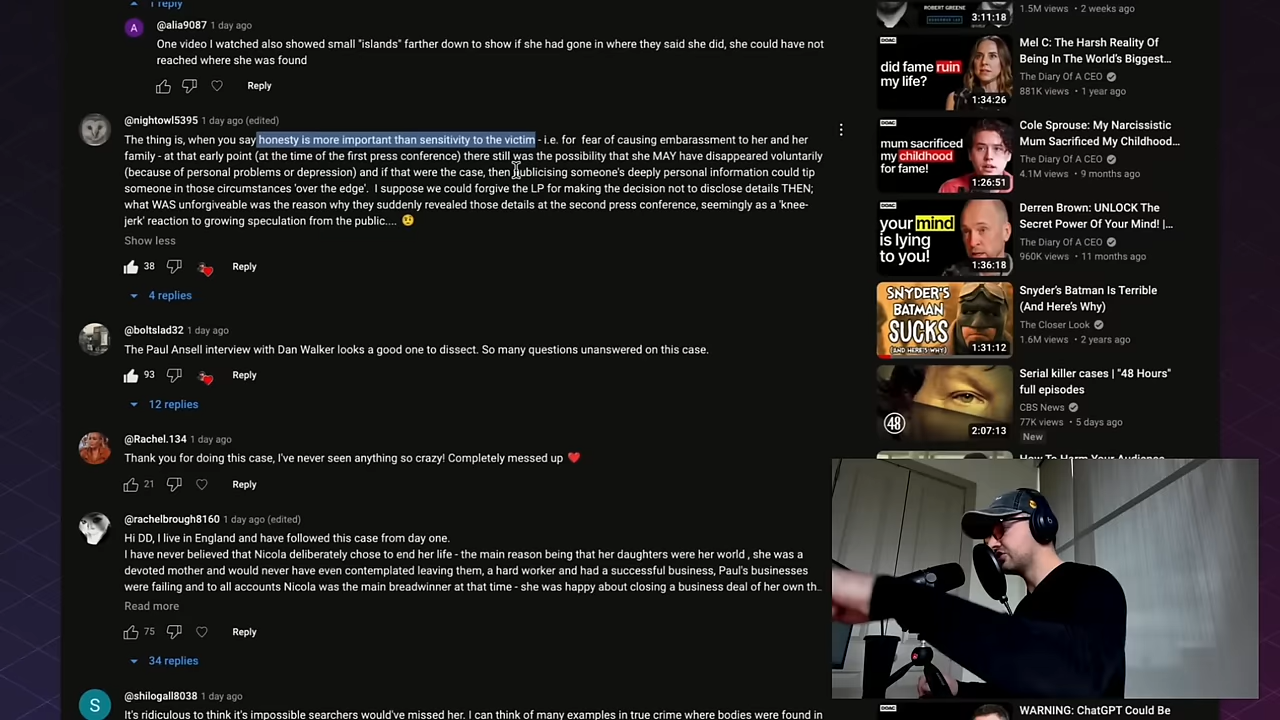 1 reply
A
@alia9087 1 day ago
One video I watched also showed small "islands" farther down to show if she had gone in where they said she did, she could have not
reached where she was found
Reply
@nightowl5395 1 day ago (edited)
The thing is, when you say honesty is more important than sensitivity to the victim - i.e. for fear of causing embarassment to her and her
family - at that early point (at the time of the first press conference) there still was the possibility that she MAY have disappeared voluntarily
(because of personal problems or depression) and if that were the case, then publicising someone's deeply personal information could tip
someone in those circumstances 'over the edge'. I suppose we could forgive the LP for making the decision not to disclose details THEN;
what WAS unforgiveable was the reason why they suddenly revealed those details at the second press conference, seemingly as a 'knee-
jerk' reaction to growing speculation from the public.... 🤨
Show less
38 Reply
4 replies
@boltslad32 1 day ago
The Paul Ansell interview with Dan Walker looks a good one to dissect. So many questions unanswered on this case.
93 Reply
12 replies
@Rachel.134 1 day ago
Thank you for doing this case, I've never seen anything so crazy! Completely messed up ❤️
21 Reply
@rachelbrough8160 1 day ago (edited)
Hi DD, I live in England and have followed this case from day one.
I have never believed that Nicola deliberately chose to end her life - the main reason being that her daughters were her world , she was a
devoted mother and would never have even contemplated leaving them, a hard worker and had a successful business, Paul's businesses
were failing and to all accounts Nicola was the main breadwinner at that time - she was happy about closing a business deal of her own th...
Read more
75 Reply
34 replies
S
@shilogall8038 1 day ago
It's ridiculous to think it's impossible searchers would've missed her. I can think of many examples in true crime where bodies were found in
ROBERT GREENE
3:11:18
1.5M views • 2 weeks ago
DOAC
did fame ruin
my life?
1:34:26
Mel C: The Harsh Reality Of
Being In The World's Biggest...
The Diary Of A CEO
881K views • 1 year ago
DOAC
mum sacrificed
my childhood
for fame!
1:26:51
Cole Sprouse: My Narcissistic
Mum Sacrificed My Childhood...
The Diary Of A CEO
4.1M views • 9 months ago
DOAC
your mind
is lying
to you!
1:36:18
Derren Brown: UNLOCK The
Secret Power Of Your Mind! |...
The Diary Of A CEO
960K views • 11 months ago
SNYDER'S
BATMAN
SUCKS
(AND HERE'S WHY)
1:31:12
Snyder's Batman Is Terrible
(And Here's Why)
The Closer Look
1.6M views • 2 years ago
48
2:07:13
Serial killer cases | "48 Hours"
full episodes
CBS News
77K views • 5 days ago
New
How To Harm Your Audience
WARNING: ChatGPT Could Be